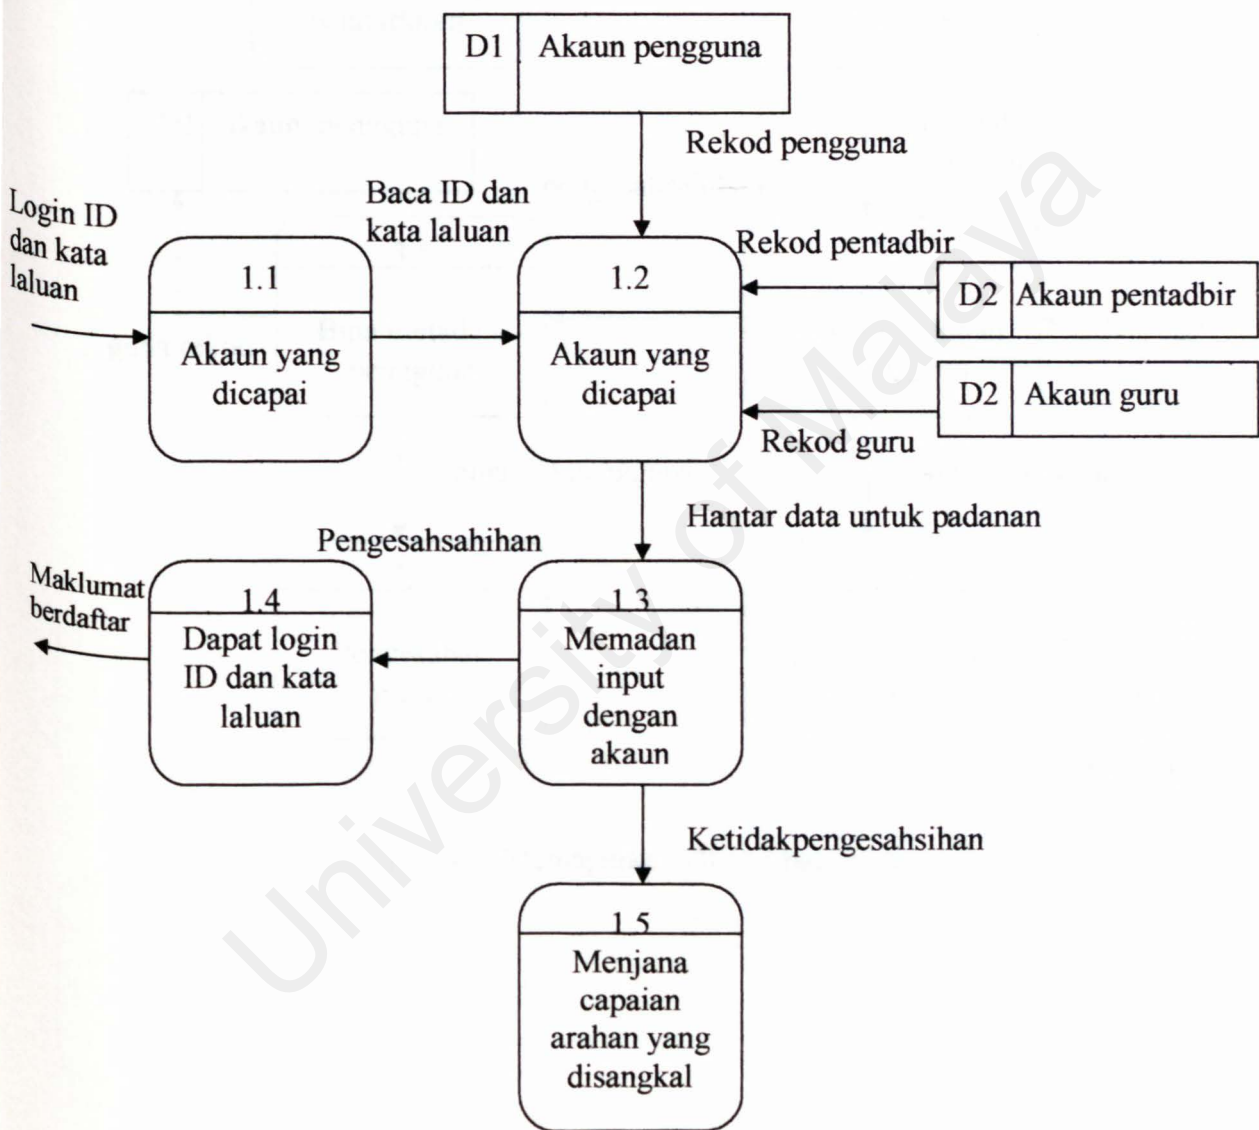 D1 Akaun pengguna
Rekod pengguna
Login ID
dan kata
laluan
Baca ID dan
kata laluan
Rekod pentadbir
1.1
Akaun yang
dicapai
1.2
Akaun yang
dicapai
D2 Akaun pentadbir
D2 Akaun guru
Rekod guru
Hantar data untuk padanan
Pengesahsahihan
Maklumat
berdaftar
1.4
Dapat login
ID dan kata
laluan
1.3
Memadan
input
dengan
akaun
Ketidakpengesahsihan
1.5
Menjana
capaian
arahan yang
disangkal
University of Malaya